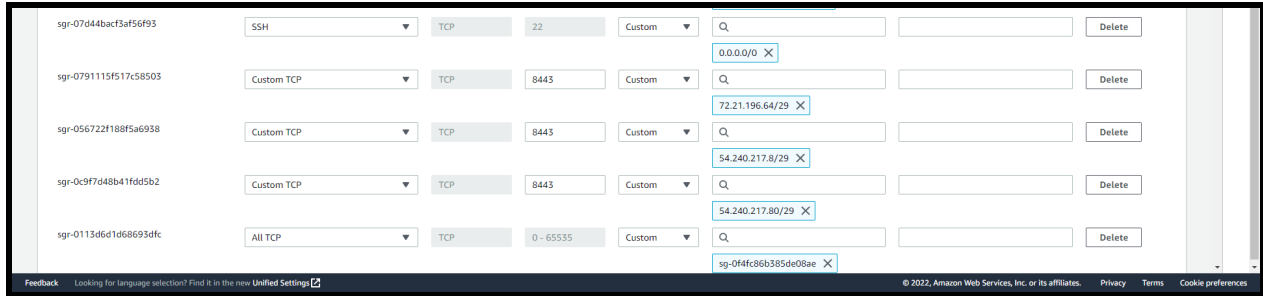 sgr-07d44bacf3af56f93 SSH TCP 22 Custom Delete
0.0.0.0/0
sgr-0791115f517c58503 Custom TCP TCP 8443 Custom Delete
72.21.196.64/29
sgr-056722f188f5a6938 Custom TCP TCP 8443 Custom Delete
54.240.217.8/29
sgr-0c9f7d48b41fdd5b2 Custom TCP TCP 8443 Custom Delete
54.240.217.80/29
sgr-0113d6d1d68693dfc All TCP TCP 0 - 65535 Custom Delete
sg-0f4fc86b385de08ae
Feedback Looking for language selection? Find it in the new Unified Settings © 2022, Amazon Web Services, Inc. or its affiliates. Privacy Terms Cookie preferences